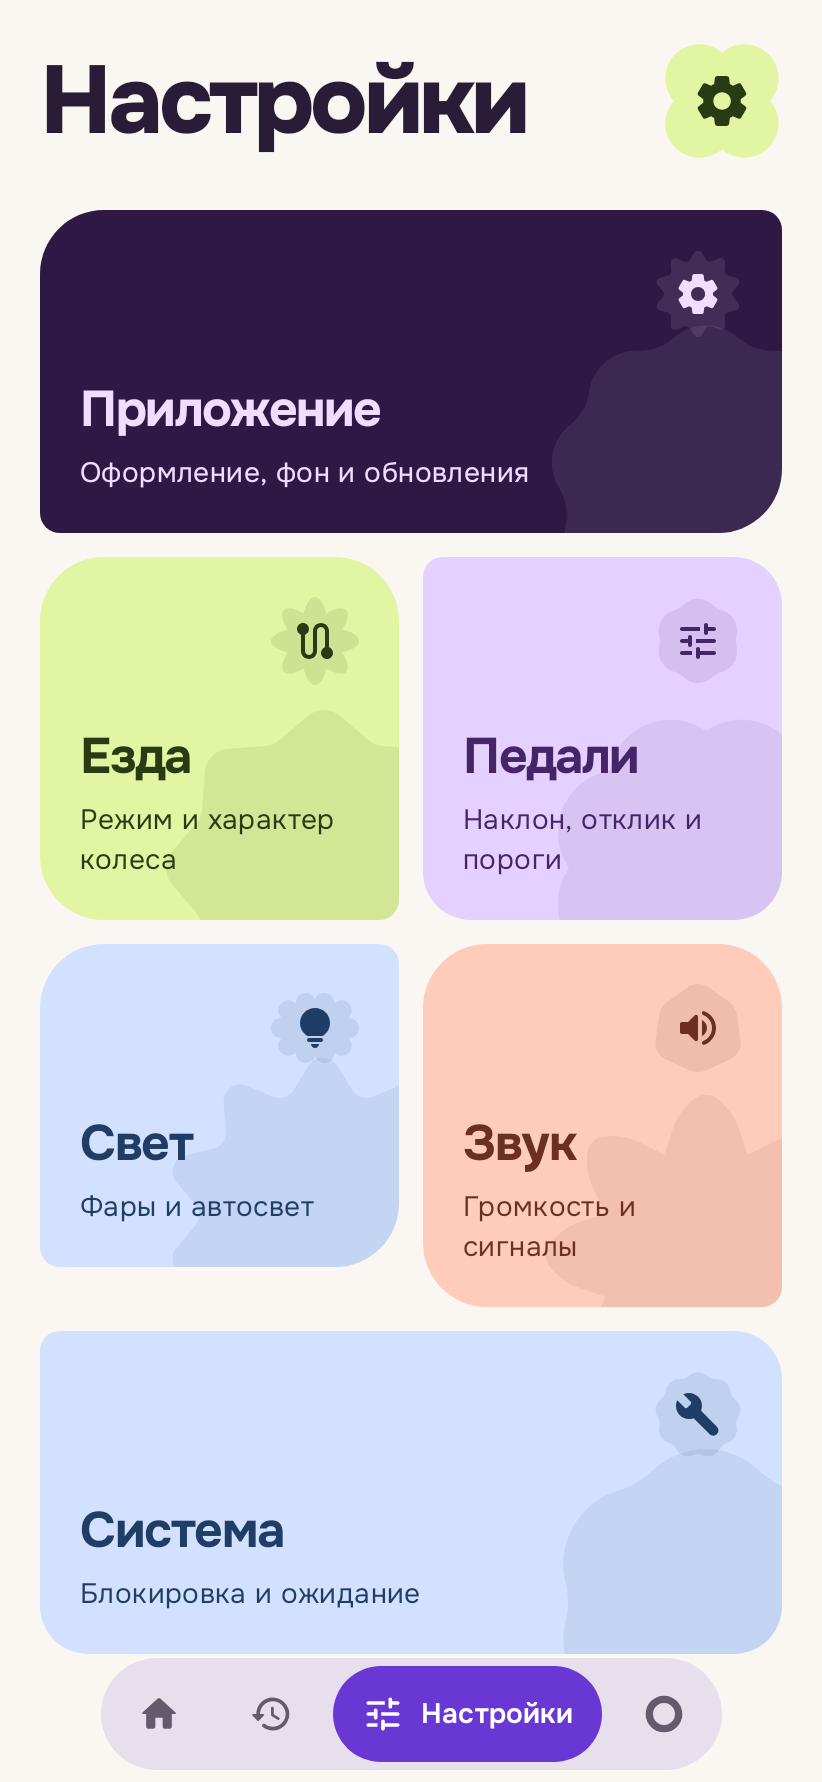 Настройки
Приложение
Оформление, фон и обновления
Езда
Режим и характер
колеса
Педали
Наклон, отклик и
пороги
Свет
Фары и автосвет
Звук
Громкость и
сигналы
Система
Блокировка и ожидание
Настройки